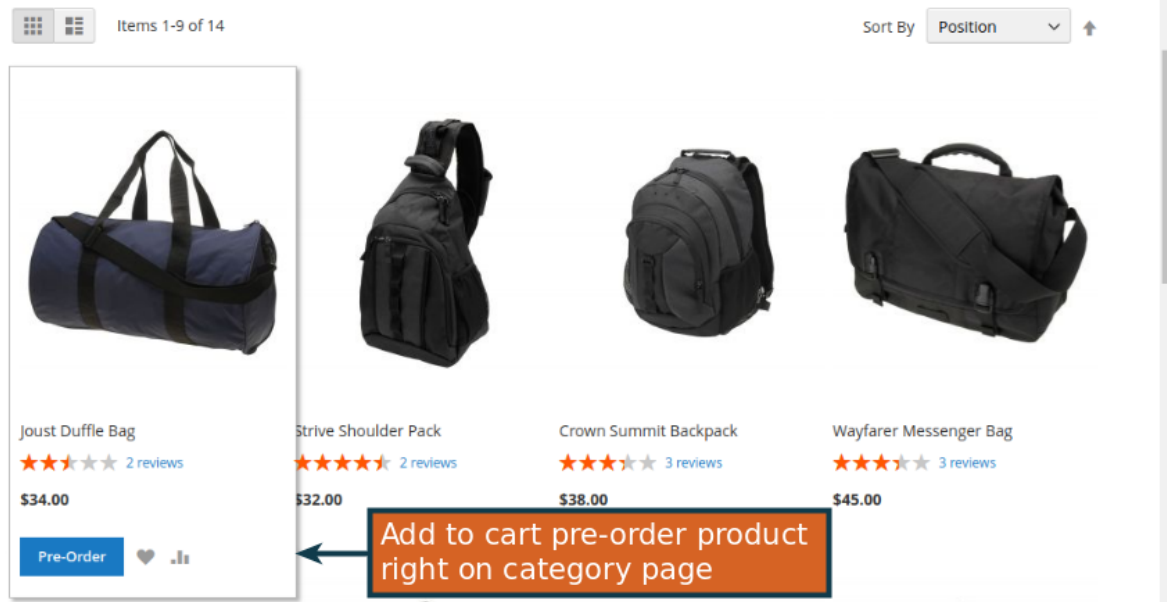 Items 1-9 of 14
Sort By Position
Joust Duffle Bag
Strive Shoulder Pack
Crown Summit Backpack
Wayfarer Messenger Bag
2 reviews
2 reviews
3 reviews
3 reviews
$34.00
$32.00
$38.00
$45.00
Pre-Order
Add to cart pre-order product
right on category page